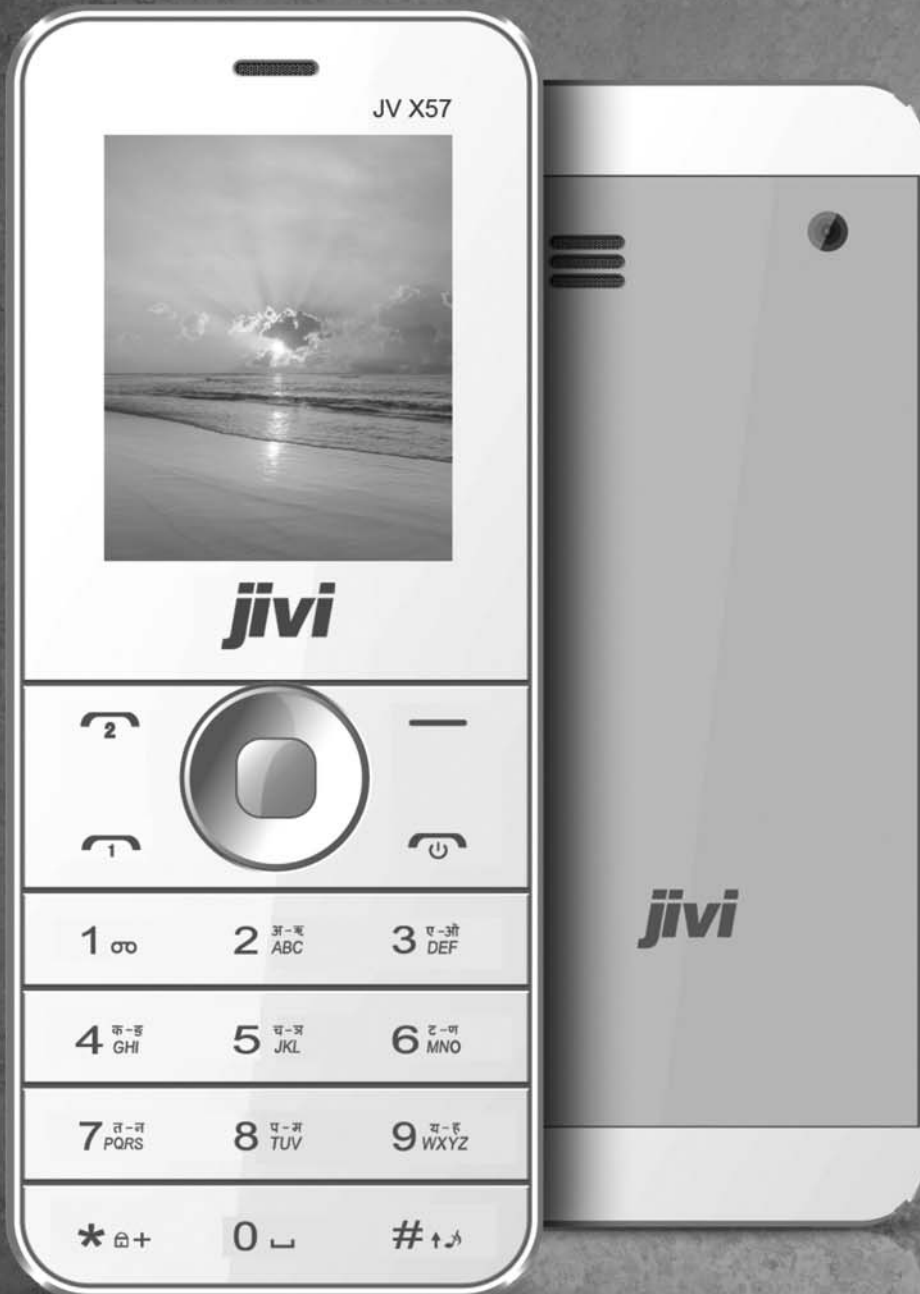 JV X57
jivi
2
1
1
2 अ-ऋ ABC
3 ए-ओ DEF
4 क-ङ GHI
5 च-ञ JKL
6 ट-ण MNO
7 त-न PQRS
8 प-म TUV
9 य-ह WXYZ
* +
0
#
jivi